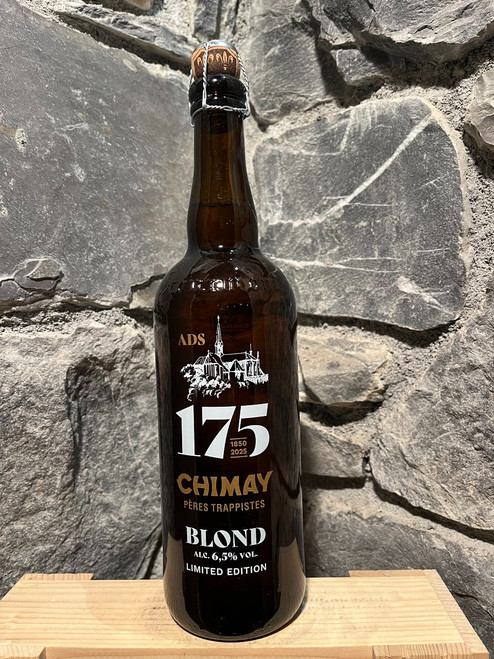 ADS
175
1850
2025
CHIMAY
PÈRES TRAPPISTES
BLOND
ALC. 6,5% VOL.
LIMITED EDITION